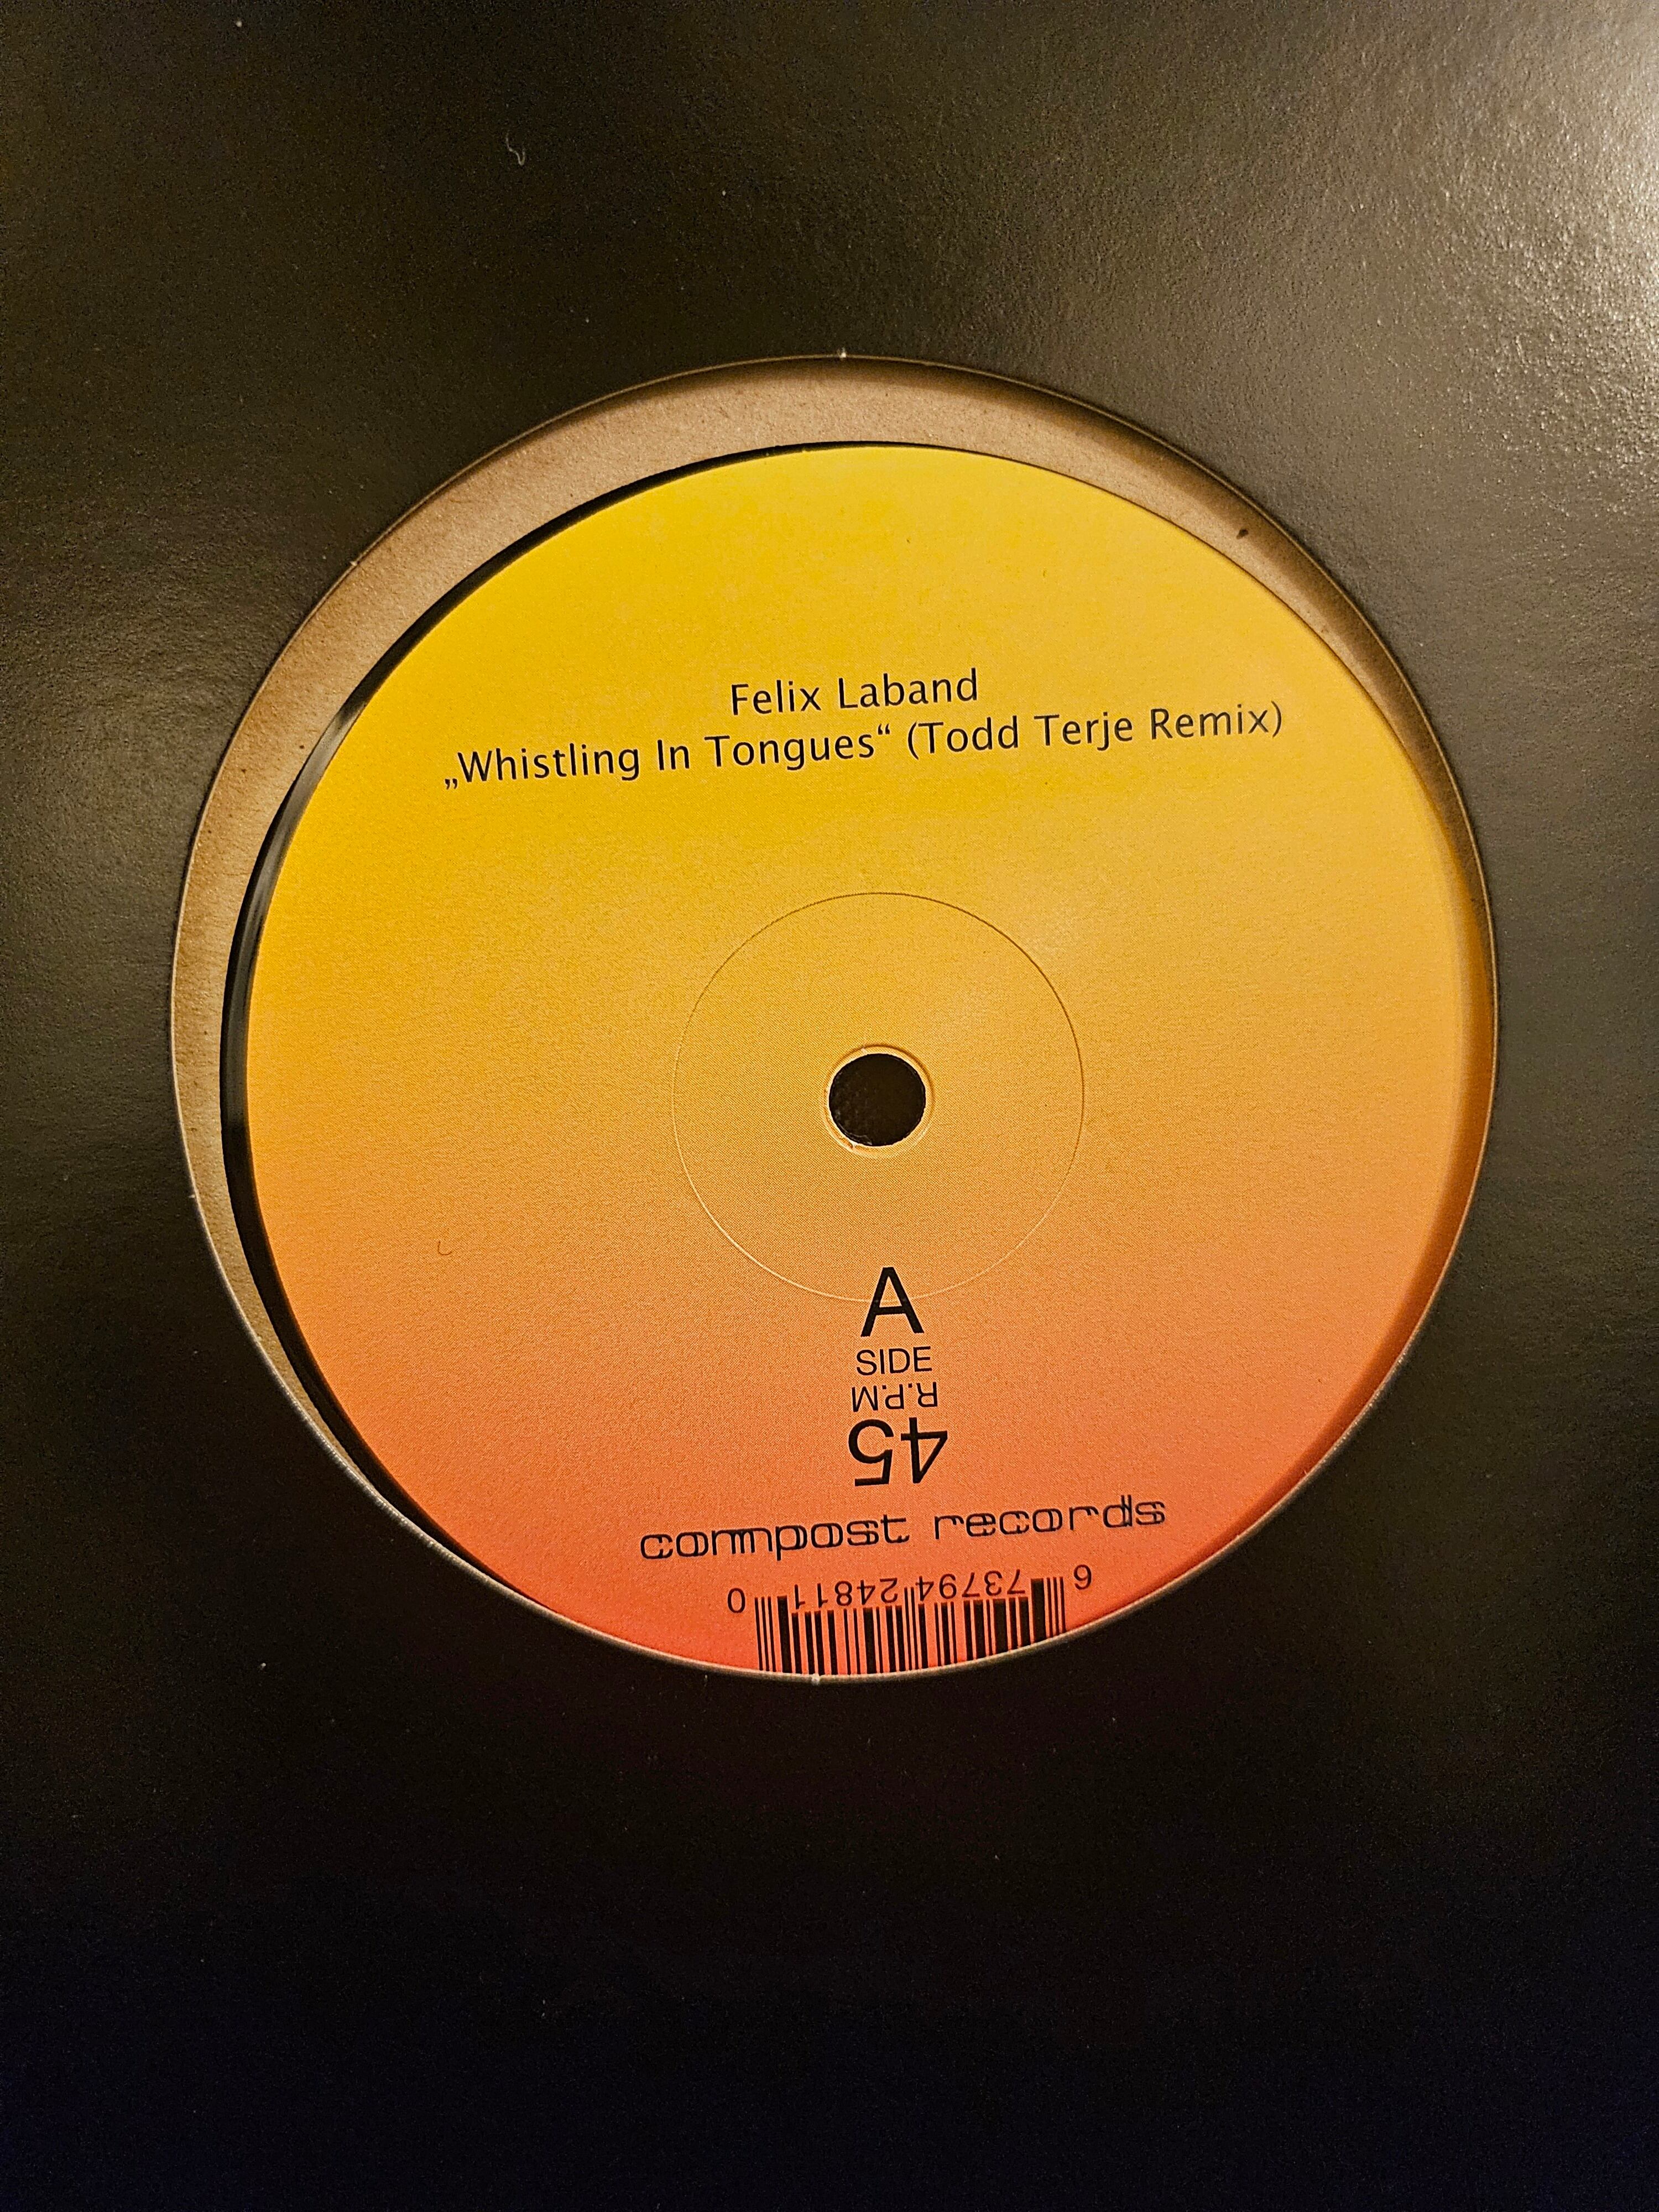 Felix Laband
„Whistling In Tongues“ (Todd Terje Remix)
A
SIDE
R.P.M
45
compost records
6 73794 24811 0